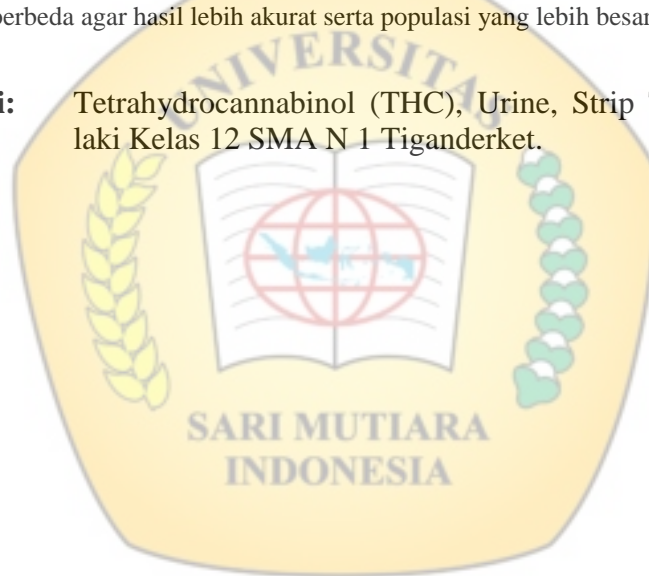 berbeda agar hasil lebih akurat serta populasi yang lebih besar
UNIVERSITAS
i: Tetrahydrocannabinol (THC), Urine, Strip
laki Kelas 12 SMA N 1 Tiganderket.
SARI MUTIARA
INDONESIA